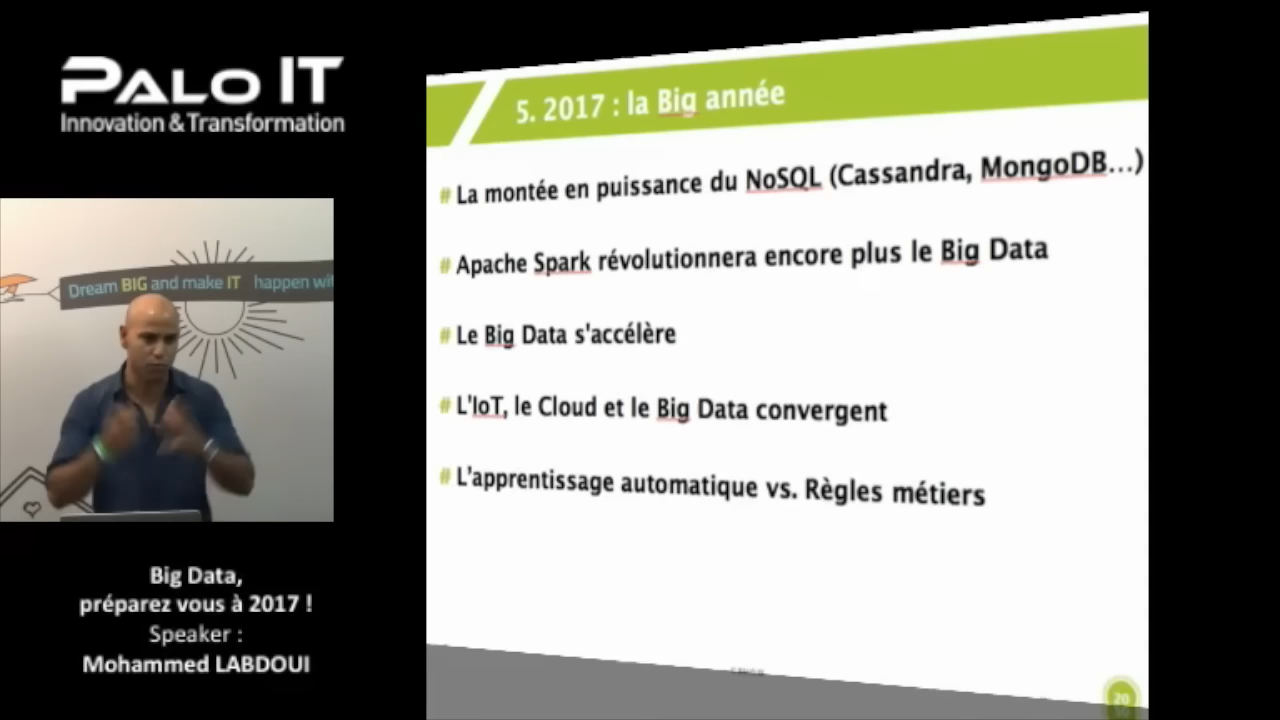 PALO IT
Innovation & Transformation
Dream BIG and make IT happen wi
Big Data,
préparez vous à 2017 !
Speaker :
Mohammed LABDOUI
5. 2017 : la Big année
# La montée en puissance du NoSQL (Cassandra, MongoDB...)
# Apache Spark révolutionnera encore plus le Big Data
# Le Big Data s'accélère
# L'IoT, le Cloud et le Big Data convergent
# L'apprentissage automatique vs. Règles métiers
20